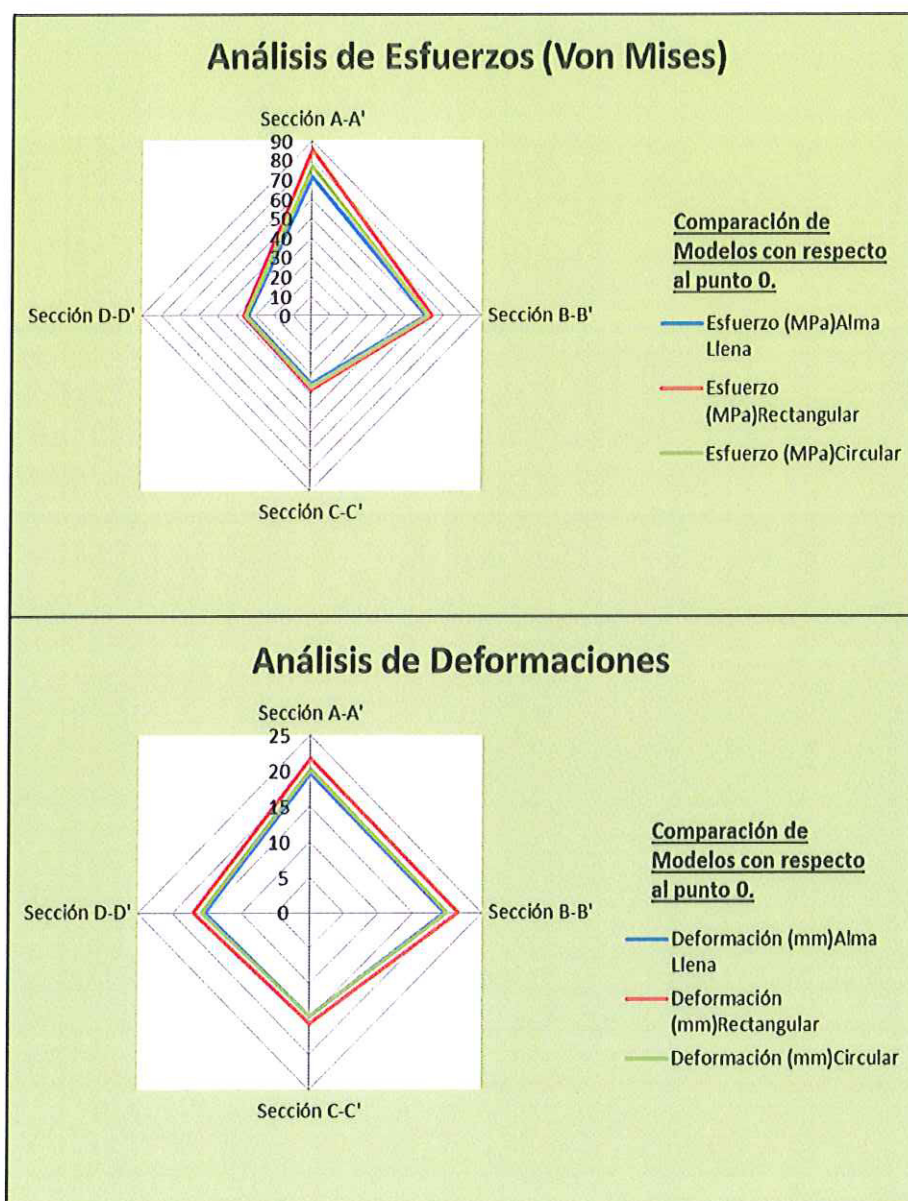 Análisis de Esfuerzos (Von Mises)
Sección A-A'
90
80
70
60
50
40
30
20
10
0
Sección D-D'
Sección B-B'
Sección C-C'
Comparación de
Modelos con respecto
al punto 0.
Esfuerzo (MPa)Alma
Llena
Esfuerzo
(MPa)Rectangular
Esfuerzo (MPa)Circular
Análisis de Deformaciones
Sección A-A'
25
20
15
10
5
0
Sección D-D'
Sección B-B'
Sección C-C'
Comparación de
Modelos con respecto
al punto 0.
Deformación (mm)Alma
Llena
Deformación
(mm)Rectangular
Deformación (mm)Circular